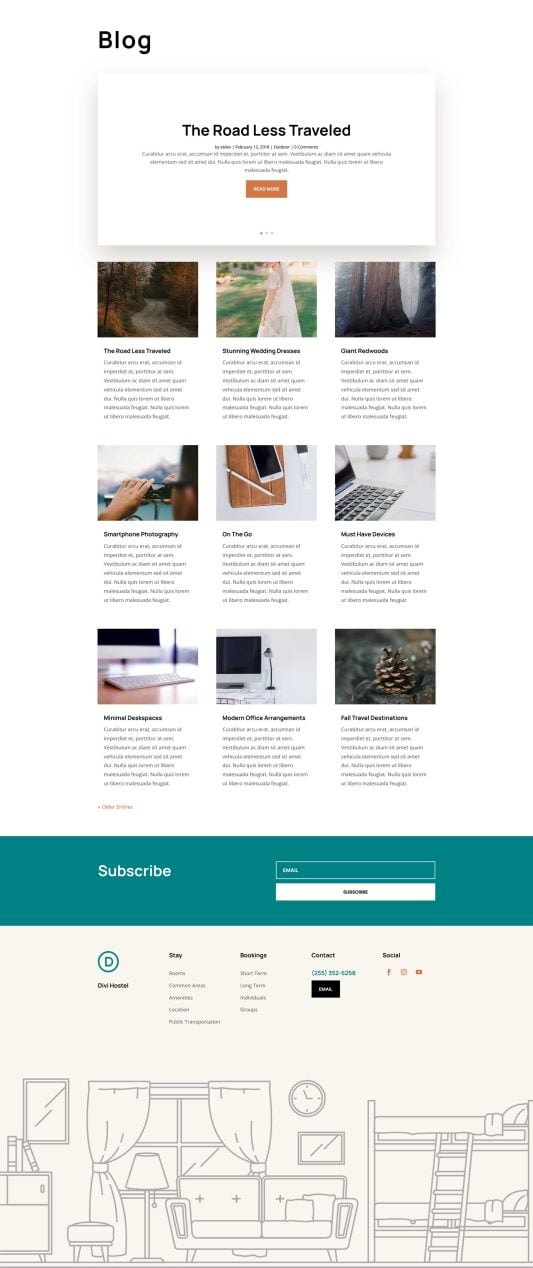 Blog
The Road Less Traveled
by etdev | February 12, 2018 | Outdoor | 0 Comments
Curabitur arcu erat, accumsan id imperdiet et, porttitor at sem. Vestibulum ac diam sit amet quam vehicula
elementum sed sit amet dui. Nulla quis lorem ut libero malesuada feugiat. Nulla quis lorem ut libero
malesuada feugiat.
READ MORE
The Road Less Traveled
Curabitur arcu erat, accumsan id
imperdiet et, porttitor at sem.
Vestibulum ac diam sit amet quam
vehicula elementum sed sit amet
dui. Nulla quis lorem ut libero
malesuada feugiat. Nulla quis lorem
ut libero malesuada feugiat.
Stunning Wedding Dresses
Curabitur arcu erat, accumsan id
imperdiet et, porttitor at sem.
Vestibulum ac diam sit amet quam
vehicula elementum sed sit amet
dui. Nulla quis lorem ut libero
malesuada feugiat. Nulla quis lorem
ut libero malesuada feugiat.
Giant Redwoods
Curabitur arcu erat, accumsan id
imperdiet et, porttitor at sem.
Vestibulum ac diam sit amet quam
vehicula elementum sed sit amet
dui. Nulla quis lorem ut libero
malesuada feugiat. Nulla quis lorem
ut libero malesuada feugiat.
Smartphone Photography
Curabitur arcu erat, accumsan id
imperdiet et, porttitor at sem.
Vestibulum ac diam sit amet quam
vehicula elementum sed sit amet
dui. Nulla quis lorem ut libero
malesuada feugiat. Nulla quis lorem
ut libero malesuada feugiat.
On The Go
Curabitur arcu erat, accumsan id
imperdiet et, porttitor at sem.
Vestibulum ac diam sit amet quam
vehicula elementum sed sit amet
dui. Nulla quis lorem ut libero
malesuada feugiat. Nulla quis lorem
ut libero malesuada feugiat.
Must Have Devices
Curabitur arcu erat, accumsan id
imperdiet et, porttitor at sem.
Vestibulum ac diam sit amet quam
vehicula elementum sed sit amet
dui. Nulla quis lorem ut libero
malesuada feugiat. Nulla quis lorem
ut libero malesuada feugiat.
Minimal Deskspaces
Curabitur arcu erat, accumsan id
imperdiet et, porttitor at sem.
Vestibulum ac diam sit amet quam
vehicula elementum sed sit amet
dui. Nulla quis lorem ut libero
malesuada feugiat. Nulla quis lorem
ut libero malesuada feugiat.
Modern Office Arrangements
Curabitur arcu erat, accumsan id
imperdiet et, porttitor at sem.
Vestibulum ac diam sit amet quam
vehicula elementum sed sit amet
dui. Nulla quis lorem ut libero
malesuada feugiat. Nulla quis lorem
ut libero malesuada feugiat.
Fall Travel Destinations
Curabitur arcu erat, accumsan id
imperdiet et, porttitor at sem.
Vestibulum ac diam sit amet quam
vehicula elementum sed sit amet
dui. Nulla quis lorem ut libero
malesuada feugiat. Nulla quis lorem
ut libero malesuada feugiat.
« Older Entries
Subscribe
EMAIL
SUBSCRIBE
D
Divi Hostel
Stay
Rooms
Common Areas
Amenities
Location
Public Transportation
Bookings
Short Term
Long Term
Individuals
Groups
Contact
(255) 352-6258
EMAIL
Social